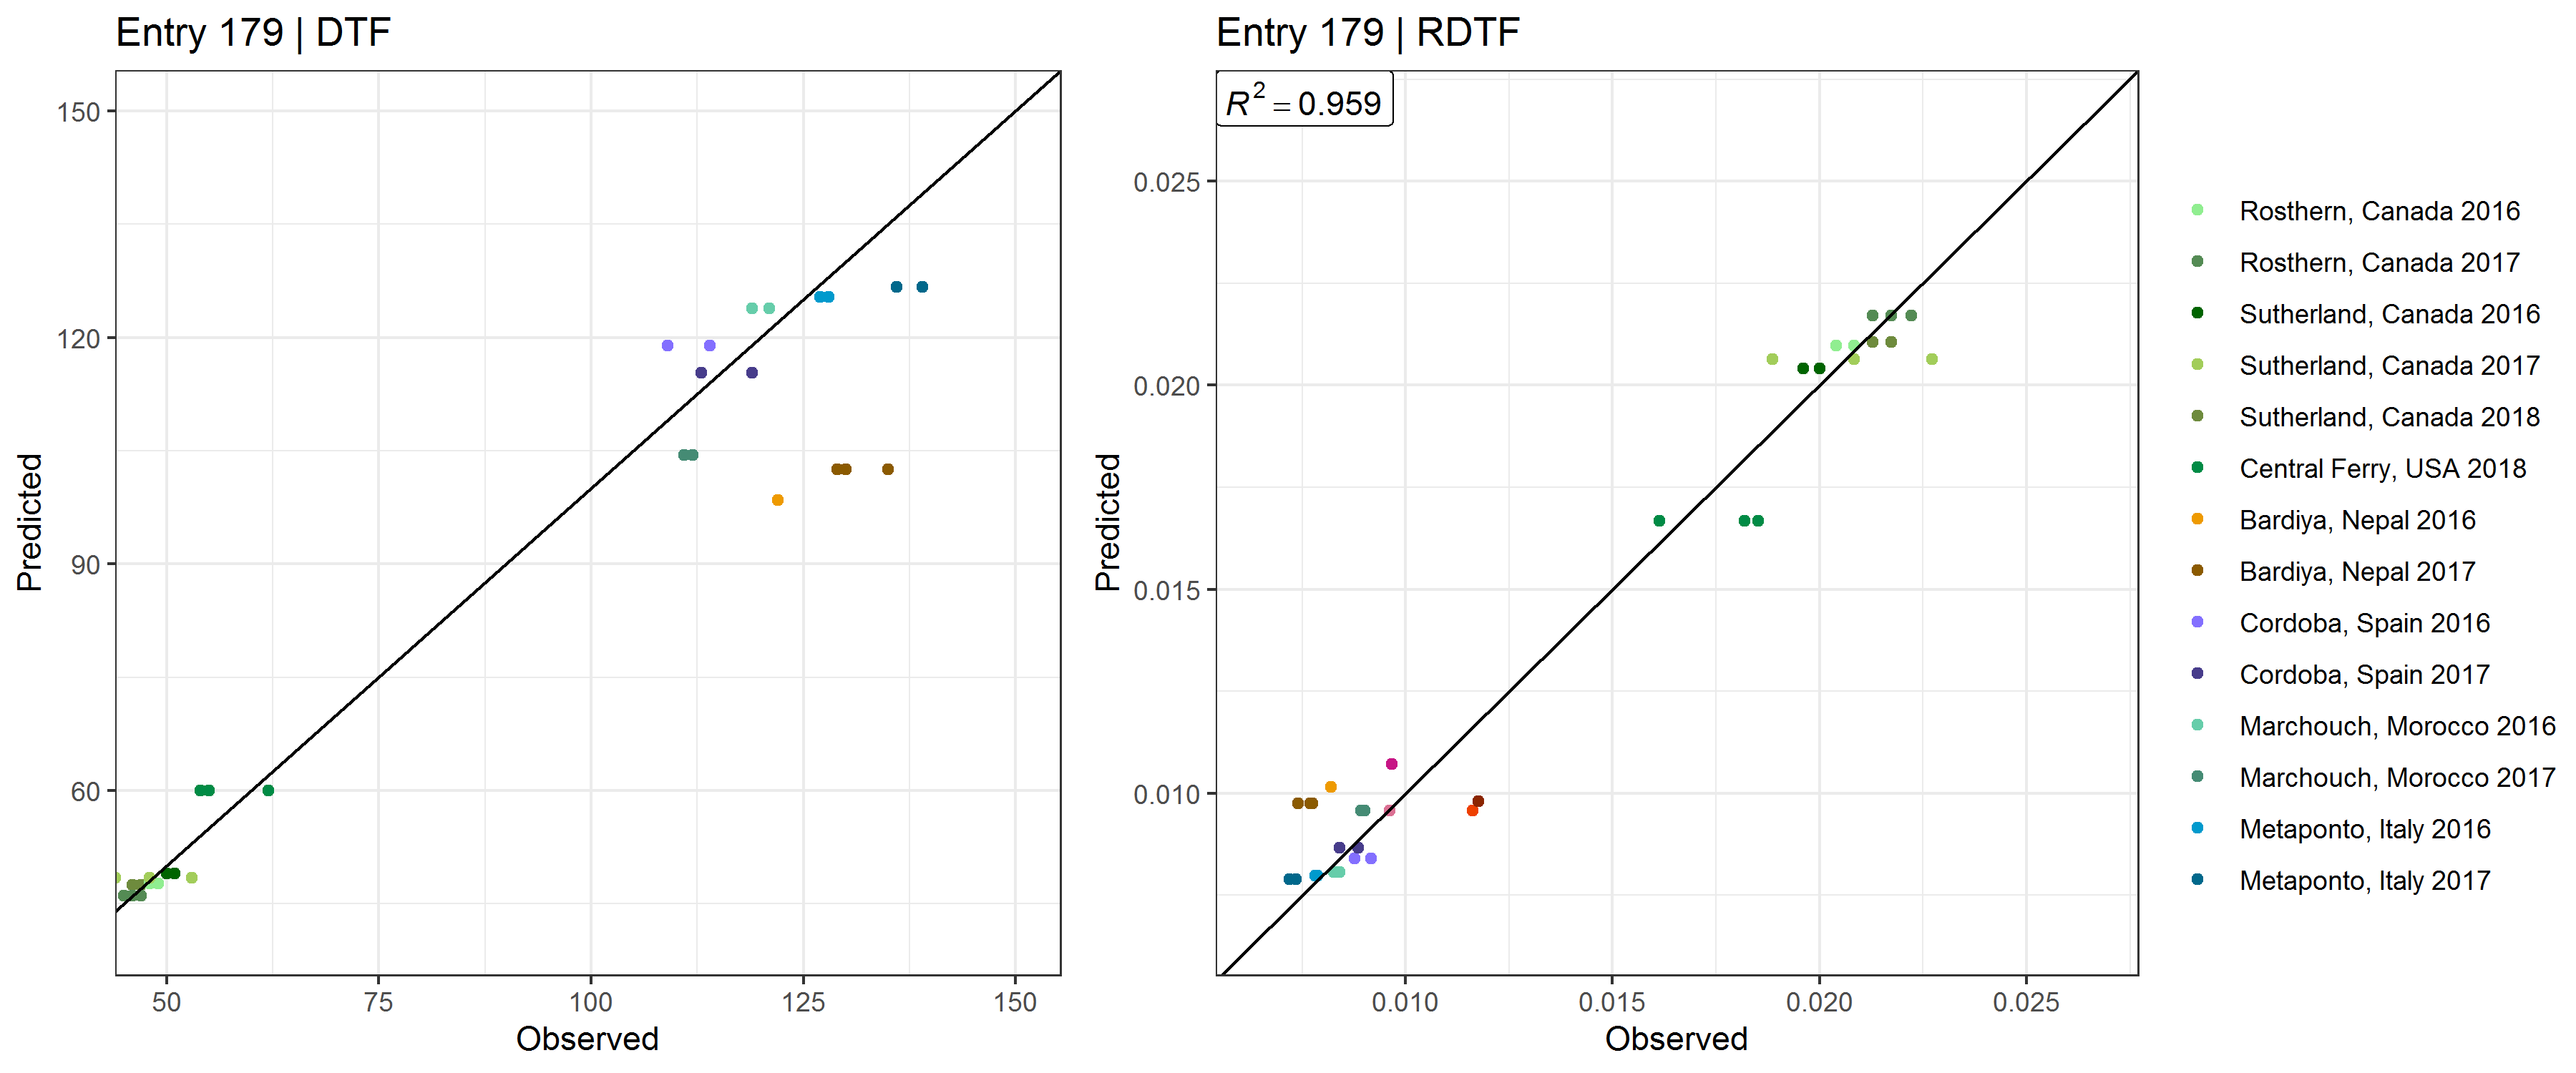 Entry 179 | DTF
150
120
90
60
Predicted
50 75 100 125 150
Observed
Entry 179 | RDTF
R² = 0.959
0.025
0.020
0.015
0.010
Predicted
0.010 0.015 0.020 0.025
Observed
Rosthern, Canada 2016
Rosthern, Canada 2017
Sutherland, Canada 2016
Sutherland, Canada 2017
Sutherland, Canada 2018
Central Ferry, USA 2018
Bardiya, Nepal 2016
Bardiya, Nepal 2017
Cordoba, Spain 2016
Cordoba, Spain 2017
Marchouch, Morocco 2016
Marchouch, Morocco 2017
Metaponto, Italy 2016
Metaponto, Italy 2017